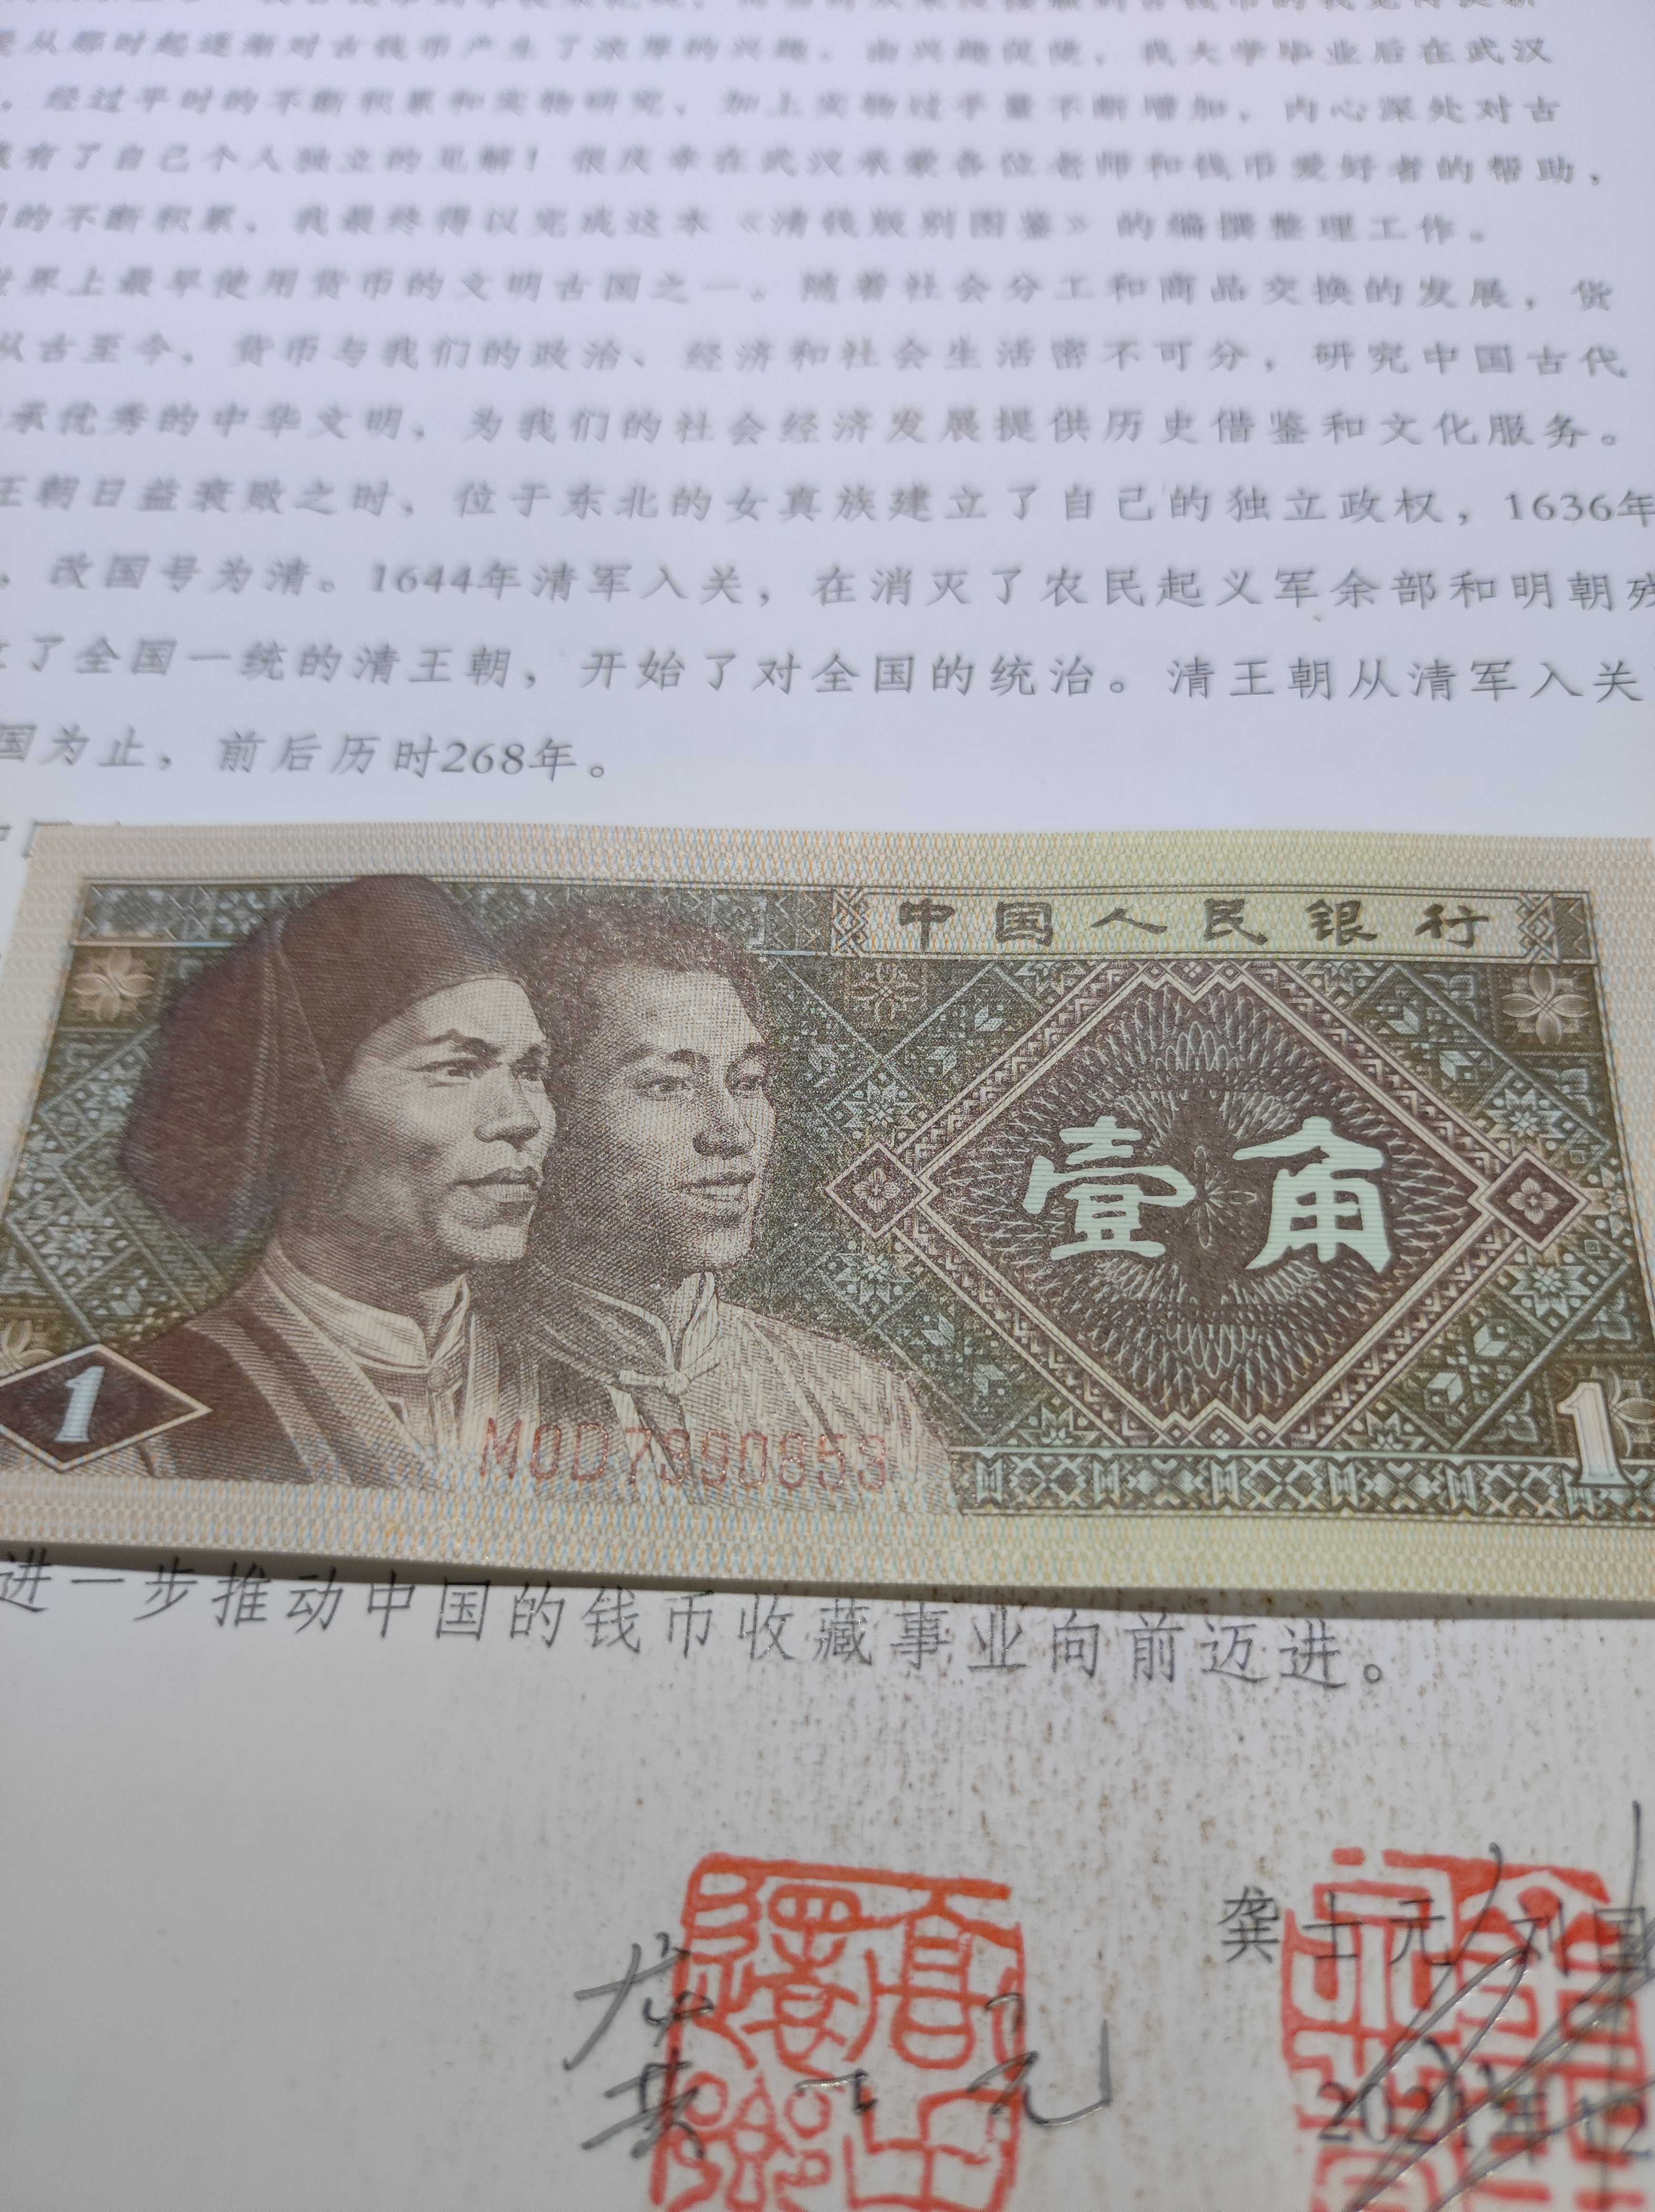 从那时起逐渐对古钱币产生了浓厚的兴趣。由兴趣促使,我大学毕业后在武汉
。经过平时的不断积累和实物研究,加上实物过手量不断增加,内心深处对古
有了自己个人独立的见解!很庆幸在武汉承蒙各位老师和钱币爱好者的帮助,
的不断积累,我最终得以完成这本《清钱版别图鉴》的编撰整理工作。
世界上最早使用货币的文明古国之一。随着社会分工和商品交换的发展,货
从古至今,货币与我们的政治、经济和社会生活密不可分,研究中国古代
承优秀的中华文明,为我们的社会经济发展提供历史借鉴和文化服务。
王朝日益衰败之时,位于东北的女真族建立了自己的独立政权,1636年
,改国号为清。1644年清军入关,在消灭了农民起义军余部和明朝残
了全国一统的清王朝,开始了对全国的统治。清王朝从清军入关
国为止,前后历时268年。
中国人民银行
壹角
1
1
M0D7390653
进一步推动中国的钱币收藏事业向前迈进。
龚士元
龚士元